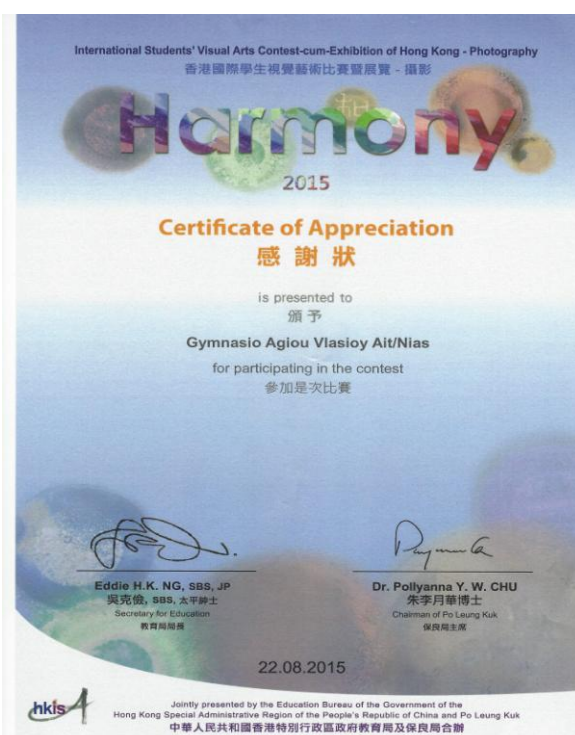 International Students' Visual Arts Contest-cum-Exhibition of Hong Kong - Photography
香港國際學生視覺藝術比賽暨展覽 - 攝影
和
Harmony
2015
Certificate of Appreciation
感謝狀
is presented to
頒予
Gymnasio Agiou Vlasioy Ait/Nias
for participating in the contest
參加是次比賽
Eddie H.K. NG, SBS, JP
吳克儉, SBS, 太平紳士
Secretary for Education
教育局局長
Dr. Pollyanna Y. W. CHU
朱李月華博士
Chairman of Po Leung Kuk
保良局主席
22.08.2015
hkisA
Jointly presented by the Education Bureau of the Government of the
Hong Kong Special Administrative Region of the People's Republic of China and Po Leung Kuk
中華人民共和國香港特別行政區政府教育局及保良局合辦